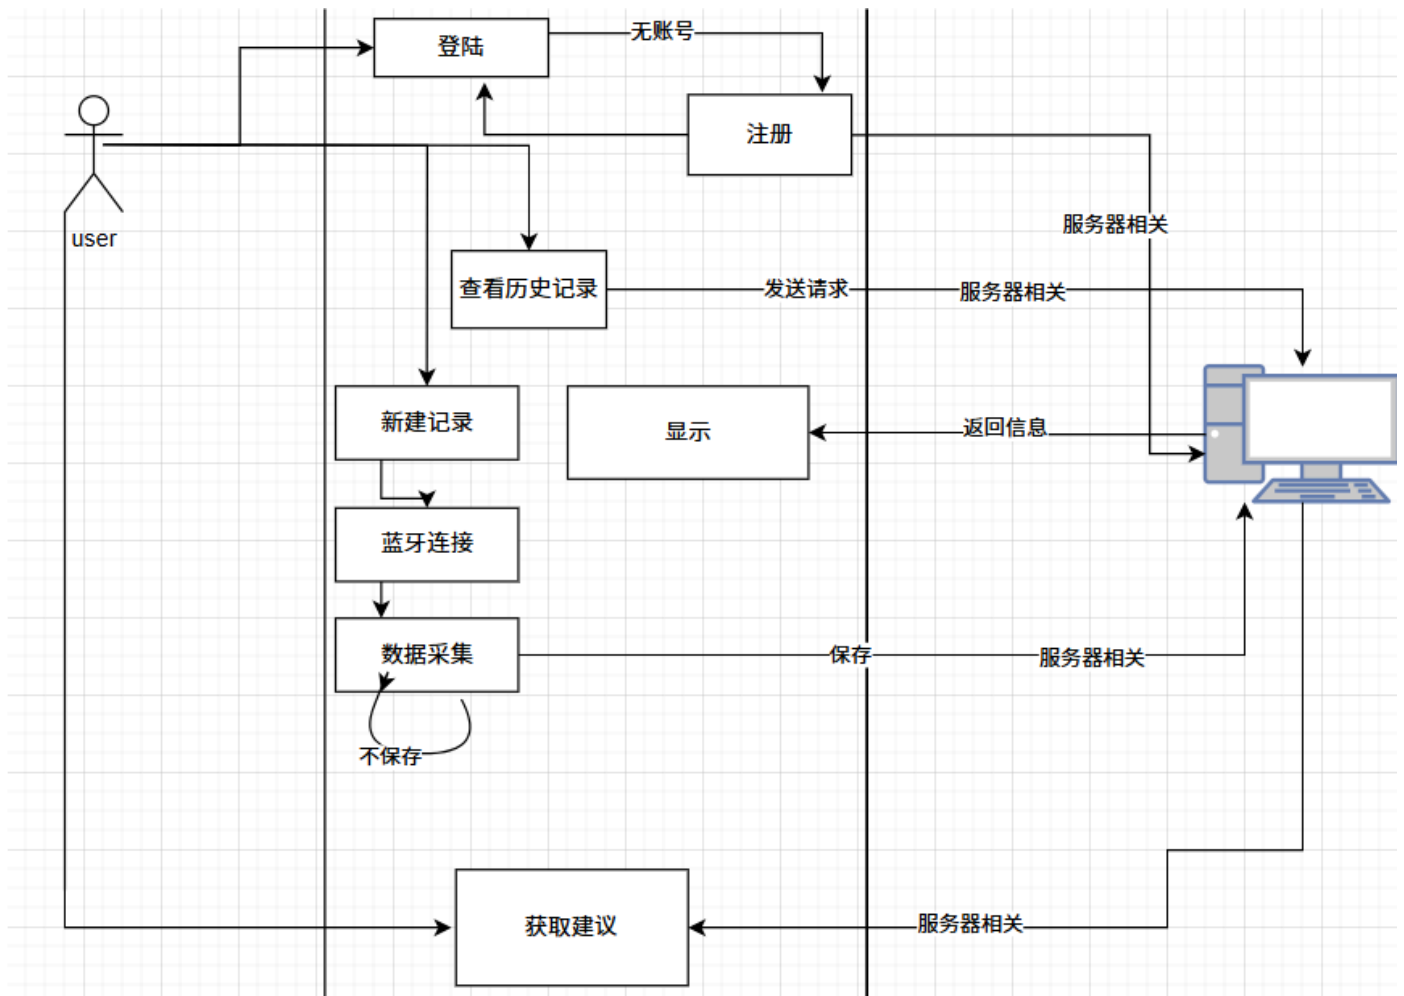 登陆
无账号
注册
user
服务器相关
查看历史记录
发送请求
服务器相关
新建记录
显示
返回信息
蓝牙连接
数据采集
保存
服务器相关
不保存
获取建议
服务器相关